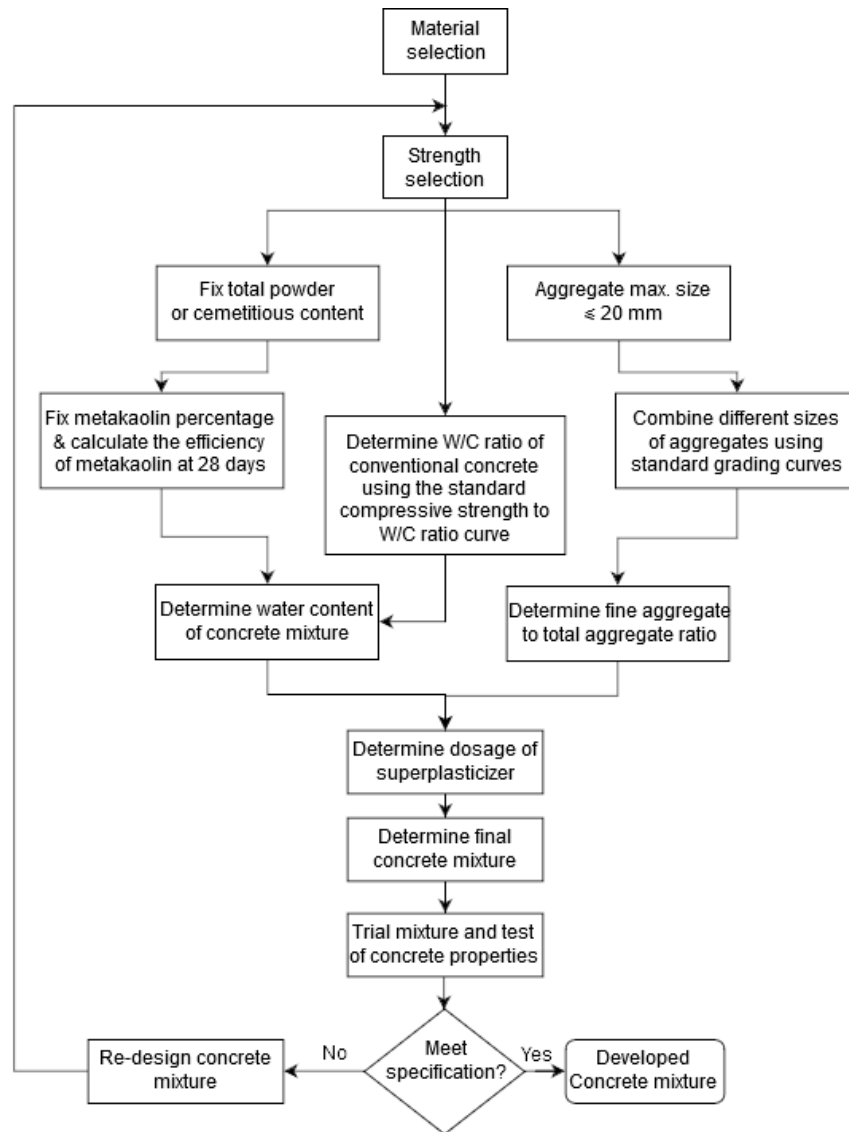 Material
selection
Strength
selection
Fix total powder
or cemetitious content
Aggregate max. size
⩽ 20 mm
Fix metakaolin percentage
& calculate the efficiency
of metakaolin at 28 days
Determine W/C ratio of
conventional concrete
using the standard
compressive strength to
W/C ratio curve
Combine different sizes
of aggregates using
standard grading curves
Determine water content
of concrete mixture
Determine fine aggregate
to total aggregate ratio
Determine dosage of
superplasticizer
Determine final
concrete mixture
Trial mixture and test
of concrete properties
Re-design concrete
mixture
No
Meet
specification?
Yes
Developed
Concrete mixture